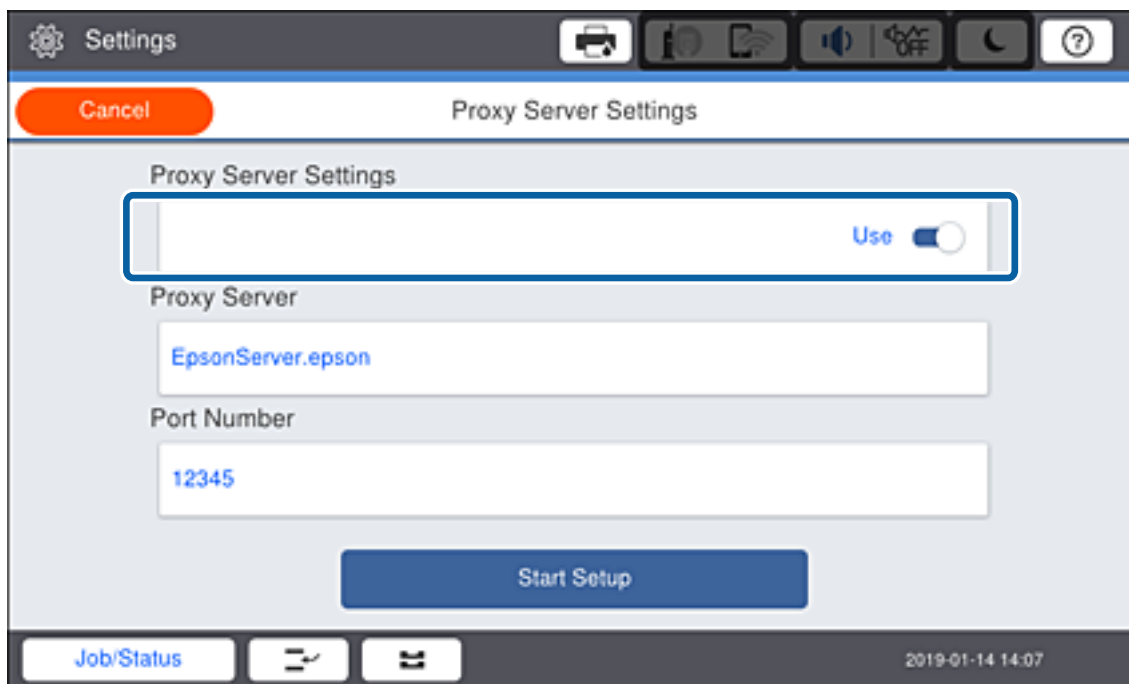 Settings
OFF
?
Cancel
Proxy Server Settings
Proxy Server Settings
Use
Proxy Server
EpsonServer.epson
Port Number
12345
Start Setup
Job/Status
2019-01-14 14:07